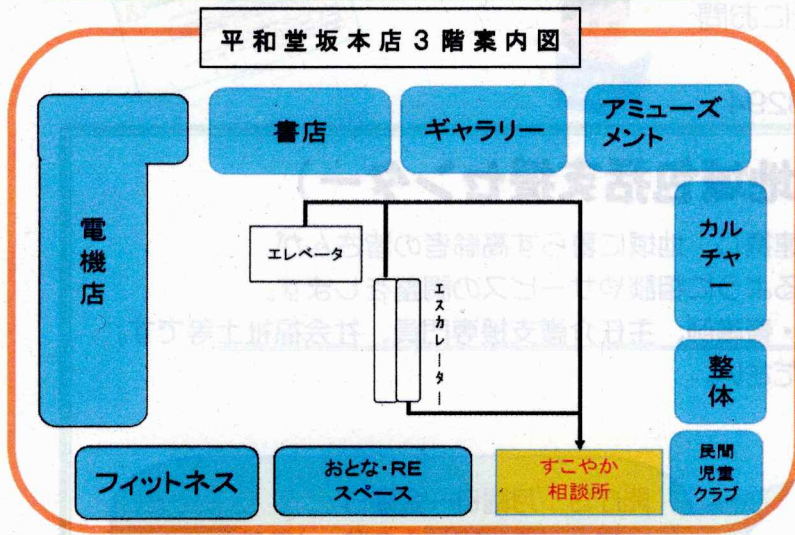 平和堂坂本店3階案内図
書店
ギャラリー
アミューズ
メント
電機店
エレベータ
エスカレーター
カル
チャ
ー
整
体
フィットネス
おとな・RE
スペース
すこやか
相談所
民間
児童
クラブ